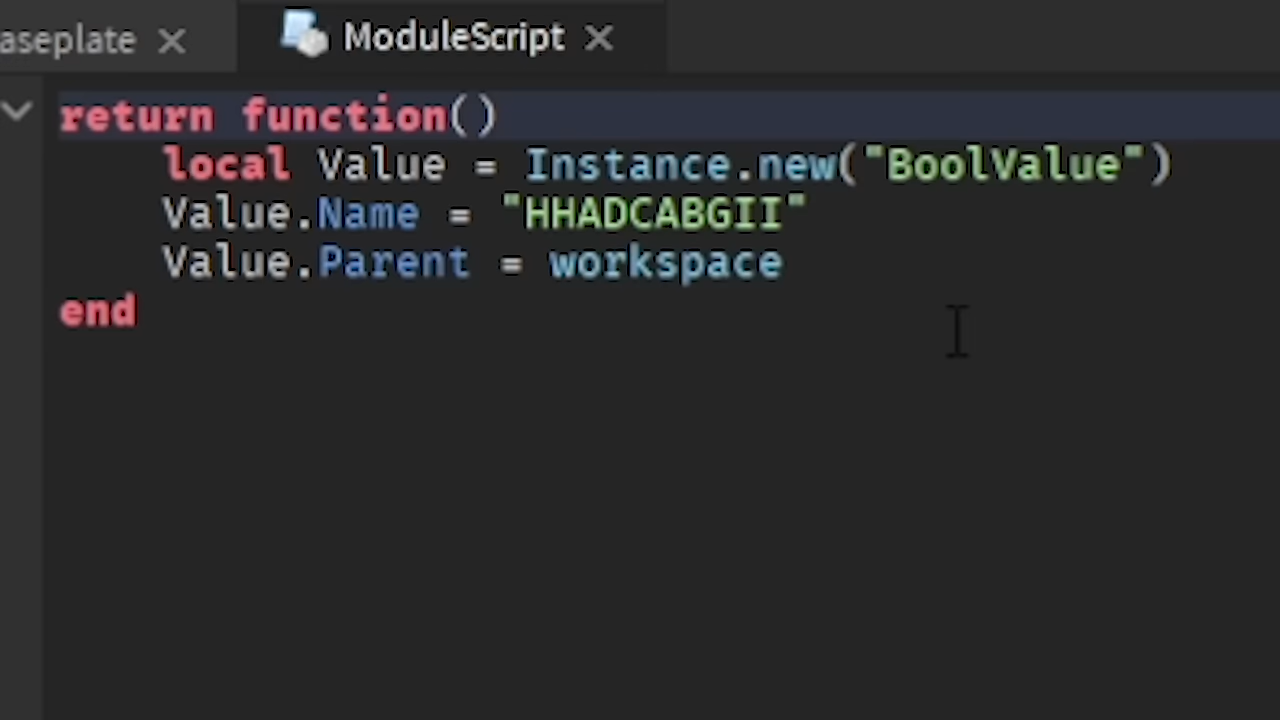 aseplate
ModuleScript
return function()
    local Value = Instance.new("BoolValue")
    Value.Name = "HHADCABGII"
    Value.Parent = workspace
end